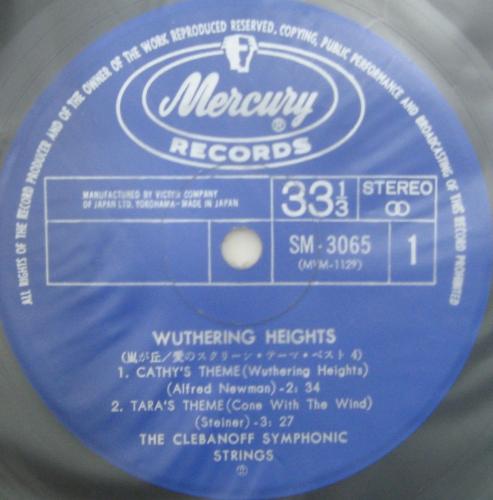 ALL RIGHTS OF THE RECORD PRODUCER AND OF THE OWNER OF THE WORK REPRODUCED RESERVED. COPYING, PUBLIC PERFORMANCE AND BROADCASTING OF THIS RECORD PROHIBITED
Mercury
®
RECORDS
MANUFACTURED BY VICTOR COMPANY
OF JAPAN LTD. YOKOHAMA-MADE IN JAPAN
33 1/3
STEREO
SM-3065
(MVM-1129)
1
WUTHERING HEIGHTS
(嵐が丘/愛のスクリーン・テーマ・ベスト 4)
1. CATHY'S THEME (Wuthering Heights)
(Alfred Newman)-2: 34
2. TARA'S THEME (Cone With The Wind)
(Steiner)-3: 27
THE CLEBANOFF SYMPHONIC
STRINGS
Ⓟ